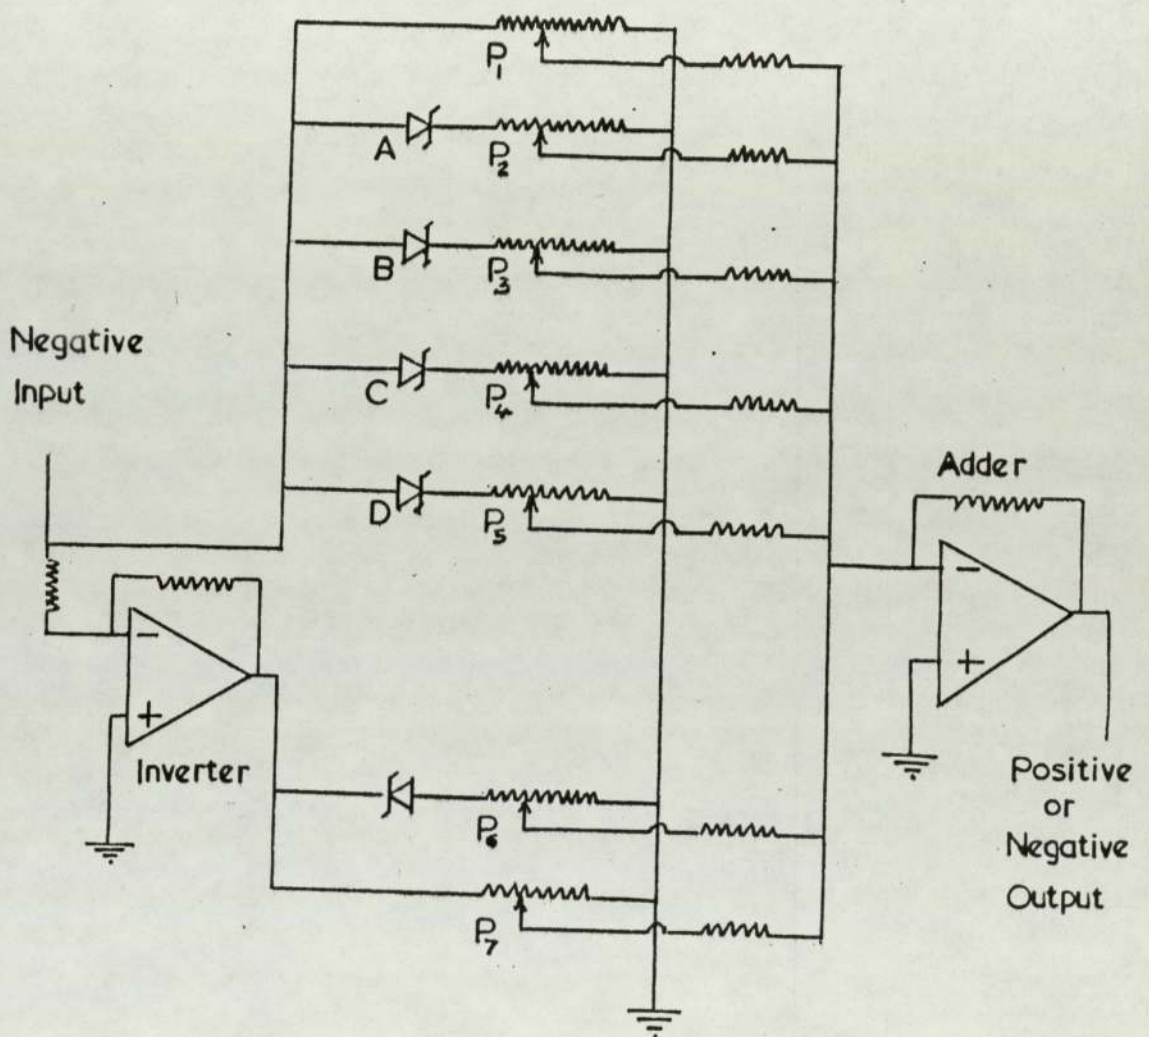 P1
A
P2
B
P3
Negative
Input
C
P4
D
P5
Adder
−
+
−
+
Inverter
P6
P7
Positive
or
Negative
Output